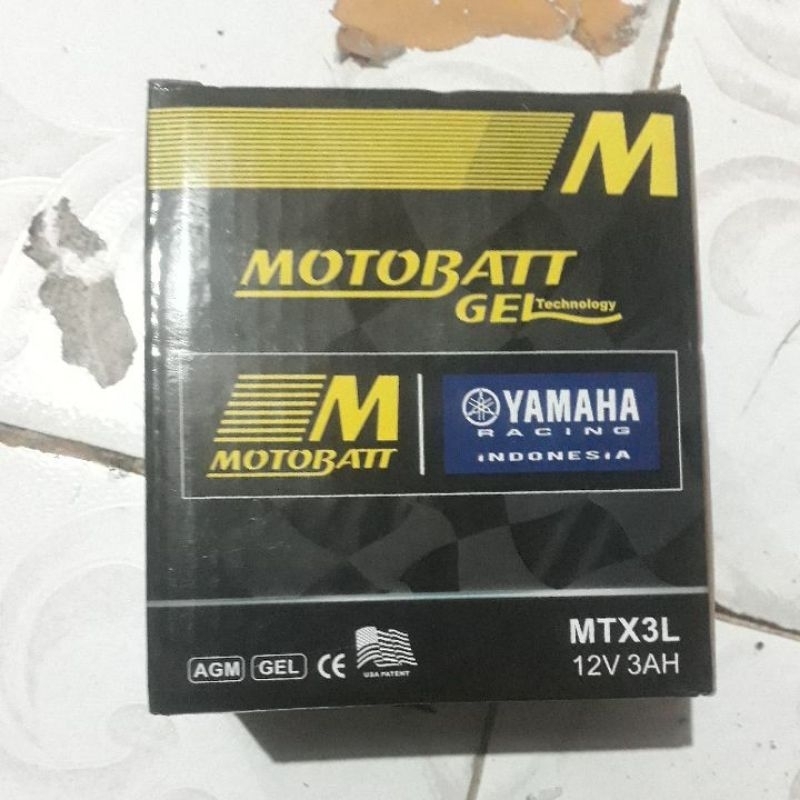 M
MOTOBATT
GEL Technology
M
MOTOBATT
YAMAHA
RACING
INDONESIA
MTX3L
12V 3AH
AGM GEL CE
USA PATENT